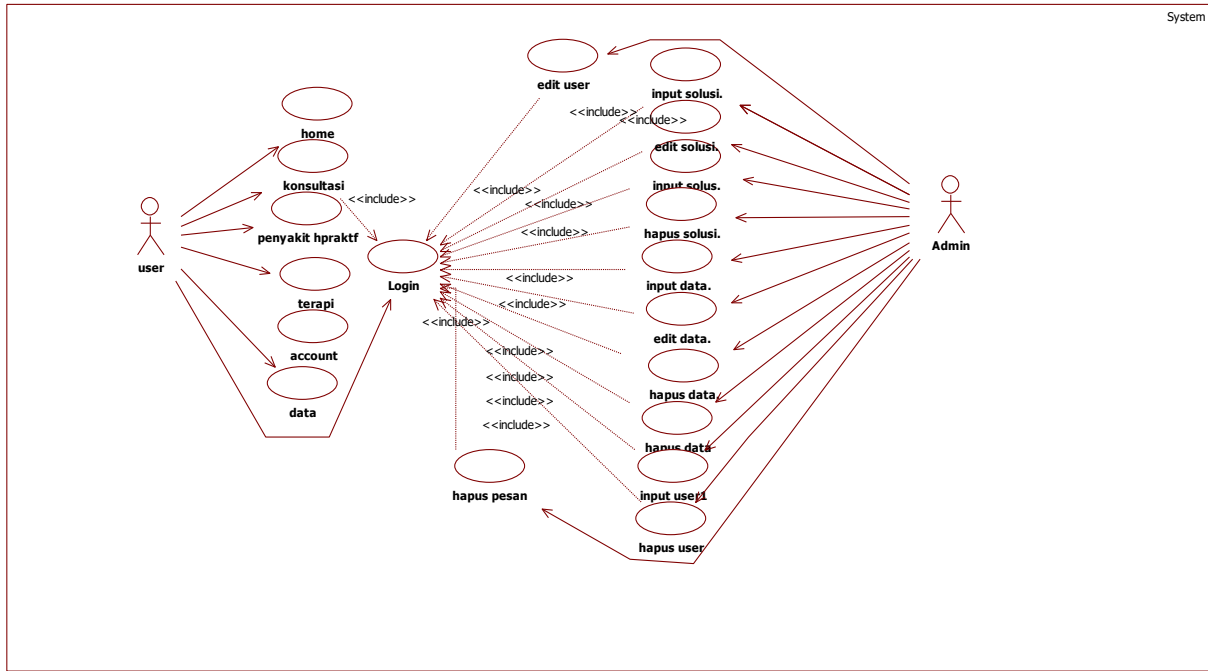 System
edit user
input solusi.
<<include>>
<<include>>
home
edit solusi.
konsultasi
input solus.
<<include>>
<<include>>
<<include>>
penyakit hpraktf
hapus solusi.
<<include>>
user
Admin
terapi
Login
input data.
<<include>>
<<include>>
<<include>>
account
edit data.
<<include>>
<<include>>
hapus data.
<<include>>
data
<<include>>
hapus data
hapus pesan
input user1
hapus user